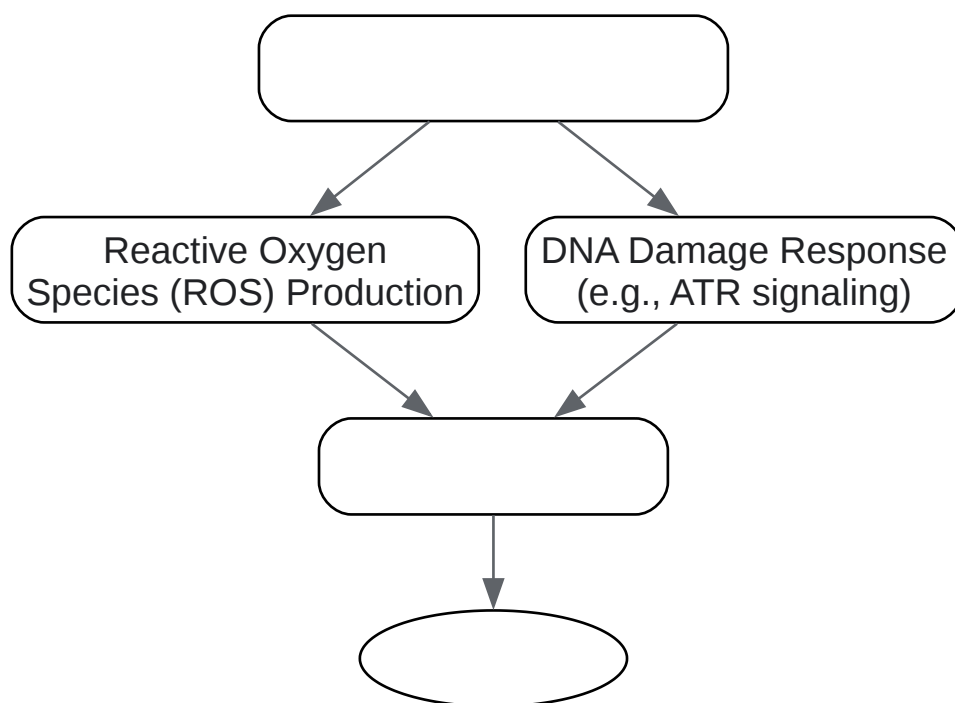 Reactive Oxygen
Species (ROS) Production
DNA Damage Response
(e.g., ATR signaling)